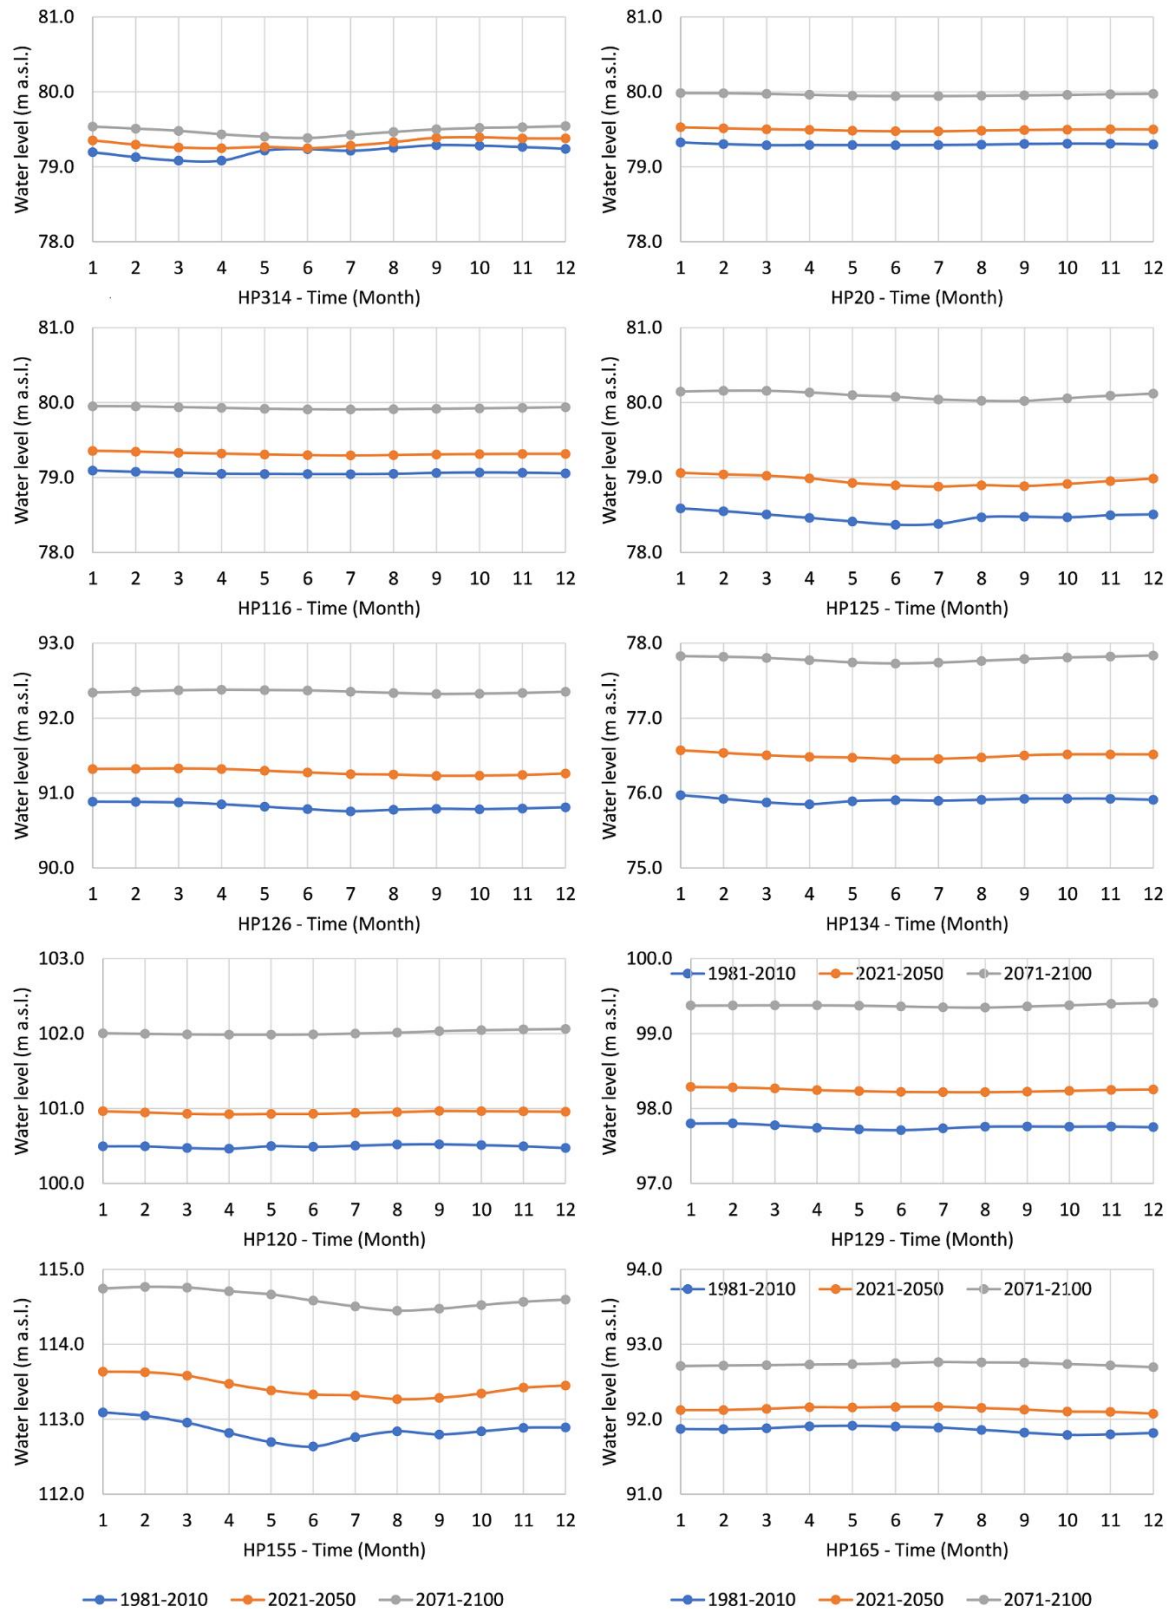 81.0
80.0
79.0
78.0
Water level (m a.s.l.)
1 2 3 4 5 6 7 8 9 10 11 12
HP314 - Time (Month)
81.0
80.0
79.0
78.0
Water level (m a.s.l.)
1 2 3 4 5 6 7 8 9 10 11 12
HP20 - Time (Month)
81.0
80.0
79.0
78.0
Water level (m a.s.l.)
1 2 3 4 5 6 7 8 9 10 11 12
HP116 - Time (Month)
81.0
80.0
79.0
78.0
Water level (m a.s.l.)
1 2 3 4 5 6 7 8 9 10 11 12
HP125 - Time (Month)
93.0
92.0
91.0
90.0
Water level (m a.s.l.)
1 2 3 4 5 6 7 8 9 10 11 12
HP126 - Time (Month)
78.0
77.0
76.0
75.0
Water level (m a.s.l.)
1 2 3 4 5 6 7 8 9 10 11 12
HP134 - Time (Month)
103.0
102.0
101.0
100.0
Water level (m a.s.l.)
1 2 3 4 5 6 7 8 9 10 11 12
HP120 - Time (Month)
100.0
99.0
98.0
97.0
Water level (m a.s.l.)
1981-2010 2021-2050 2071-2100
1 2 3 4 5 6 7 8 9 10 11 12
HP129 - Time (Month)
115.0
114.0
113.0
112.0
Water level (m a.s.l.)
1 2 3 4 5 6 7 8 9 10 11 12
HP155 - Time (Month)
94.0
93.0
92.0
91.0
Water level (m a.s.l.)
1981-2010 2021-2050 2071-2100
1 2 3 4 5 6 7 8 9 10 11 12
HP165 - Time (Month)
1981-2010 2021-2050 2071-2100
1981-2010 2021-2050 2071-2100